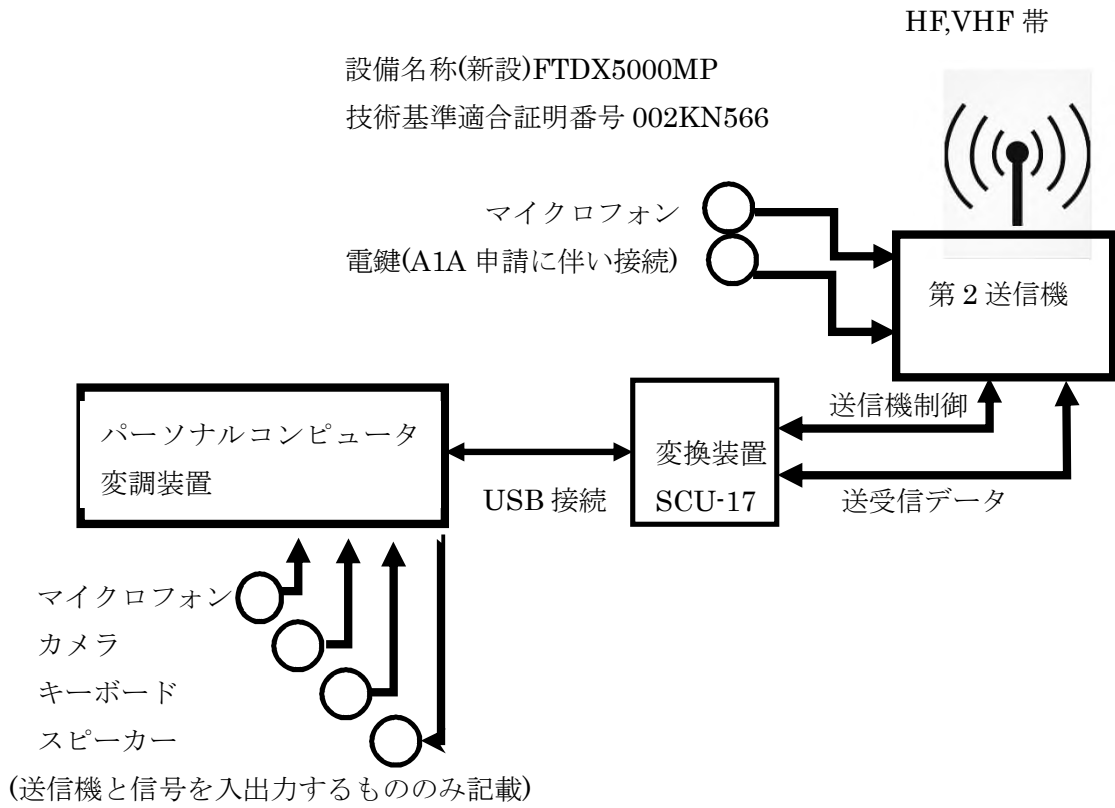 HF,VHF 帯
設備名称(新設)FTDX5000MP
技術基準適合証明番号 002KN566
マイクロフォン
電鍵(A1A 申請に伴い接続)
第 2 送信機
送信機制御
パーソナルコンピュータ
変調装置
USB 接続
変換装置
SCU-17
送受信データ
マイクロフォン
カメラ
キーボード
スピーカー
(送信機と信号を入出力するもののみ記載)